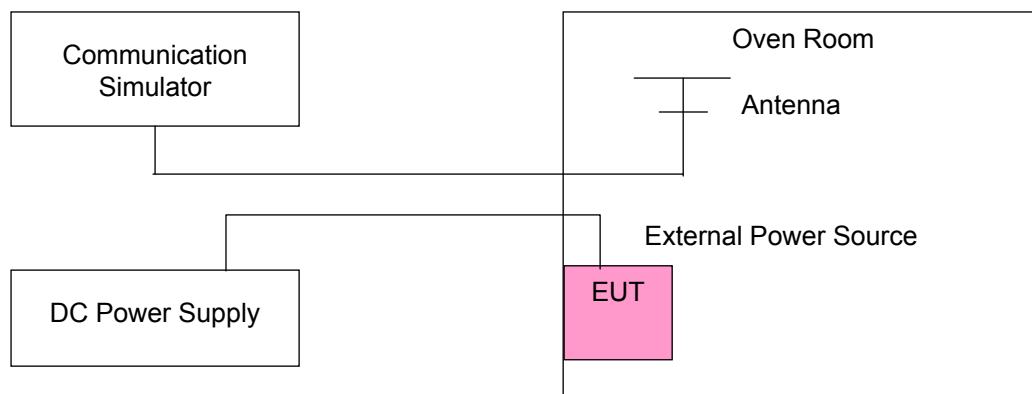 Communication
Simulator
Oven Room
Antenna
External Power Source
DC Power Supply
EUT